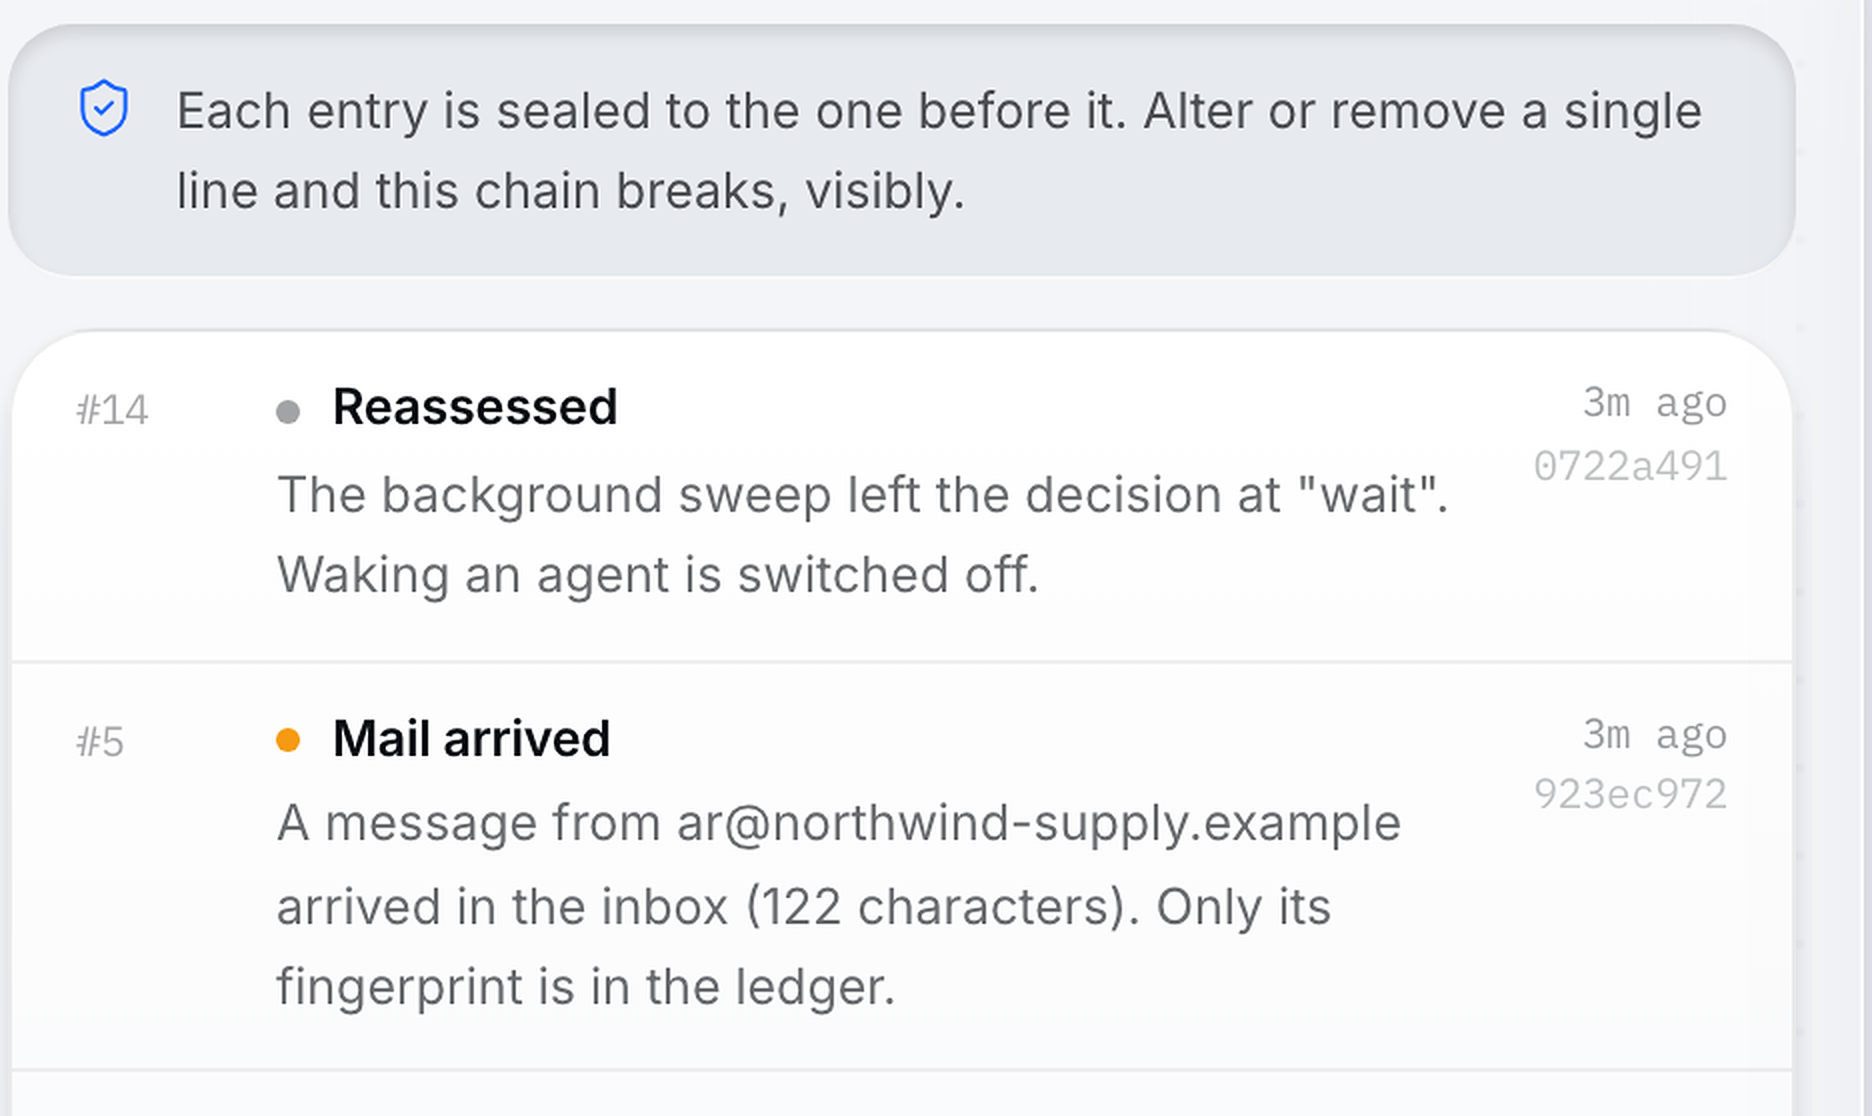 Each entry is sealed to the one before it. Alter or remove a single
line and this chain breaks, visibly.
#14 Reassessed 3m ago
0722a491
The background sweep left the decision at "wait".
Waking an agent is switched off.
#5 Mail arrived 3m ago
923ec972
A message from ar@northwind-supply.example
arrived in the inbox (122 characters). Only its
fingerprint is in the ledger.